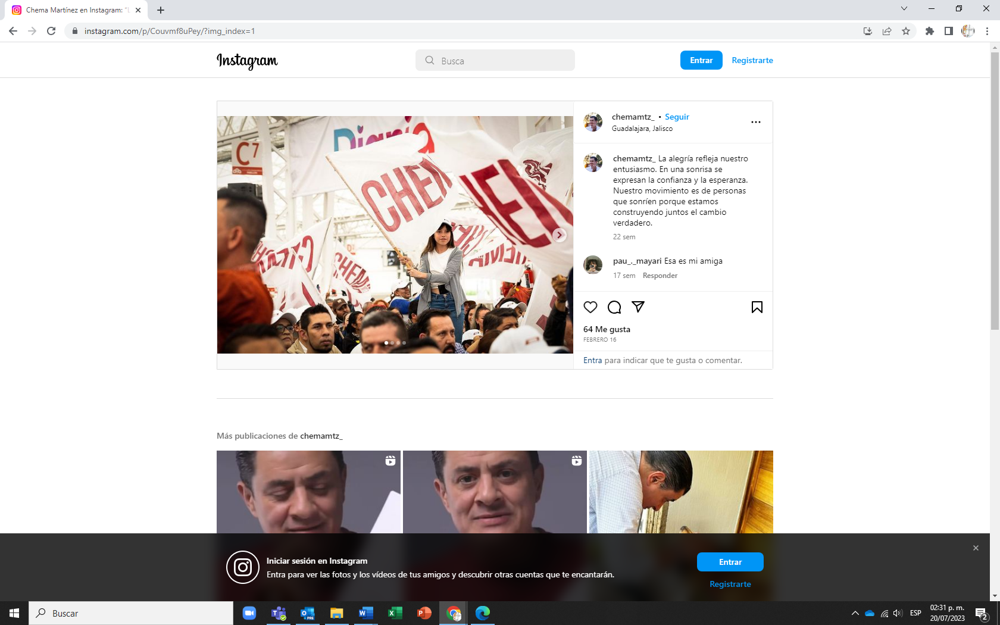 Chema Martínez en Instagram: "L
instagram.com/p/Couvmf8uPey/?img_index=1
Instagram
Busca
Entrar
Registrarte
C7
Diania
CHEM
CHEM
chemamtz_ • Seguir
Guadalajara, Jalisco
chemamtz_ La alegría refleja nuestro
entusiasmo. En una sonrisa se
expresan la confianza y la esperanza.
Nuestro movimiento es de personas
que sonríen porque estamos
construyendo juntos el cambio
verdadero.
22 sem
pau_._mayari Esa es mi amiga
17 sem Responder
64 Me gusta
FEBRERO 16
Entra para indicar que te gusta o comentar.
Más publicaciones de chemamtz_
Iniciar sesión en Instagram
Entra para ver las fotos y los vídeos de tus amigos y descubrir otras cuentas que te encantarán.
Entrar
Registrarte
Buscar
ESP
02:31 p. m.
20/07/2023
2